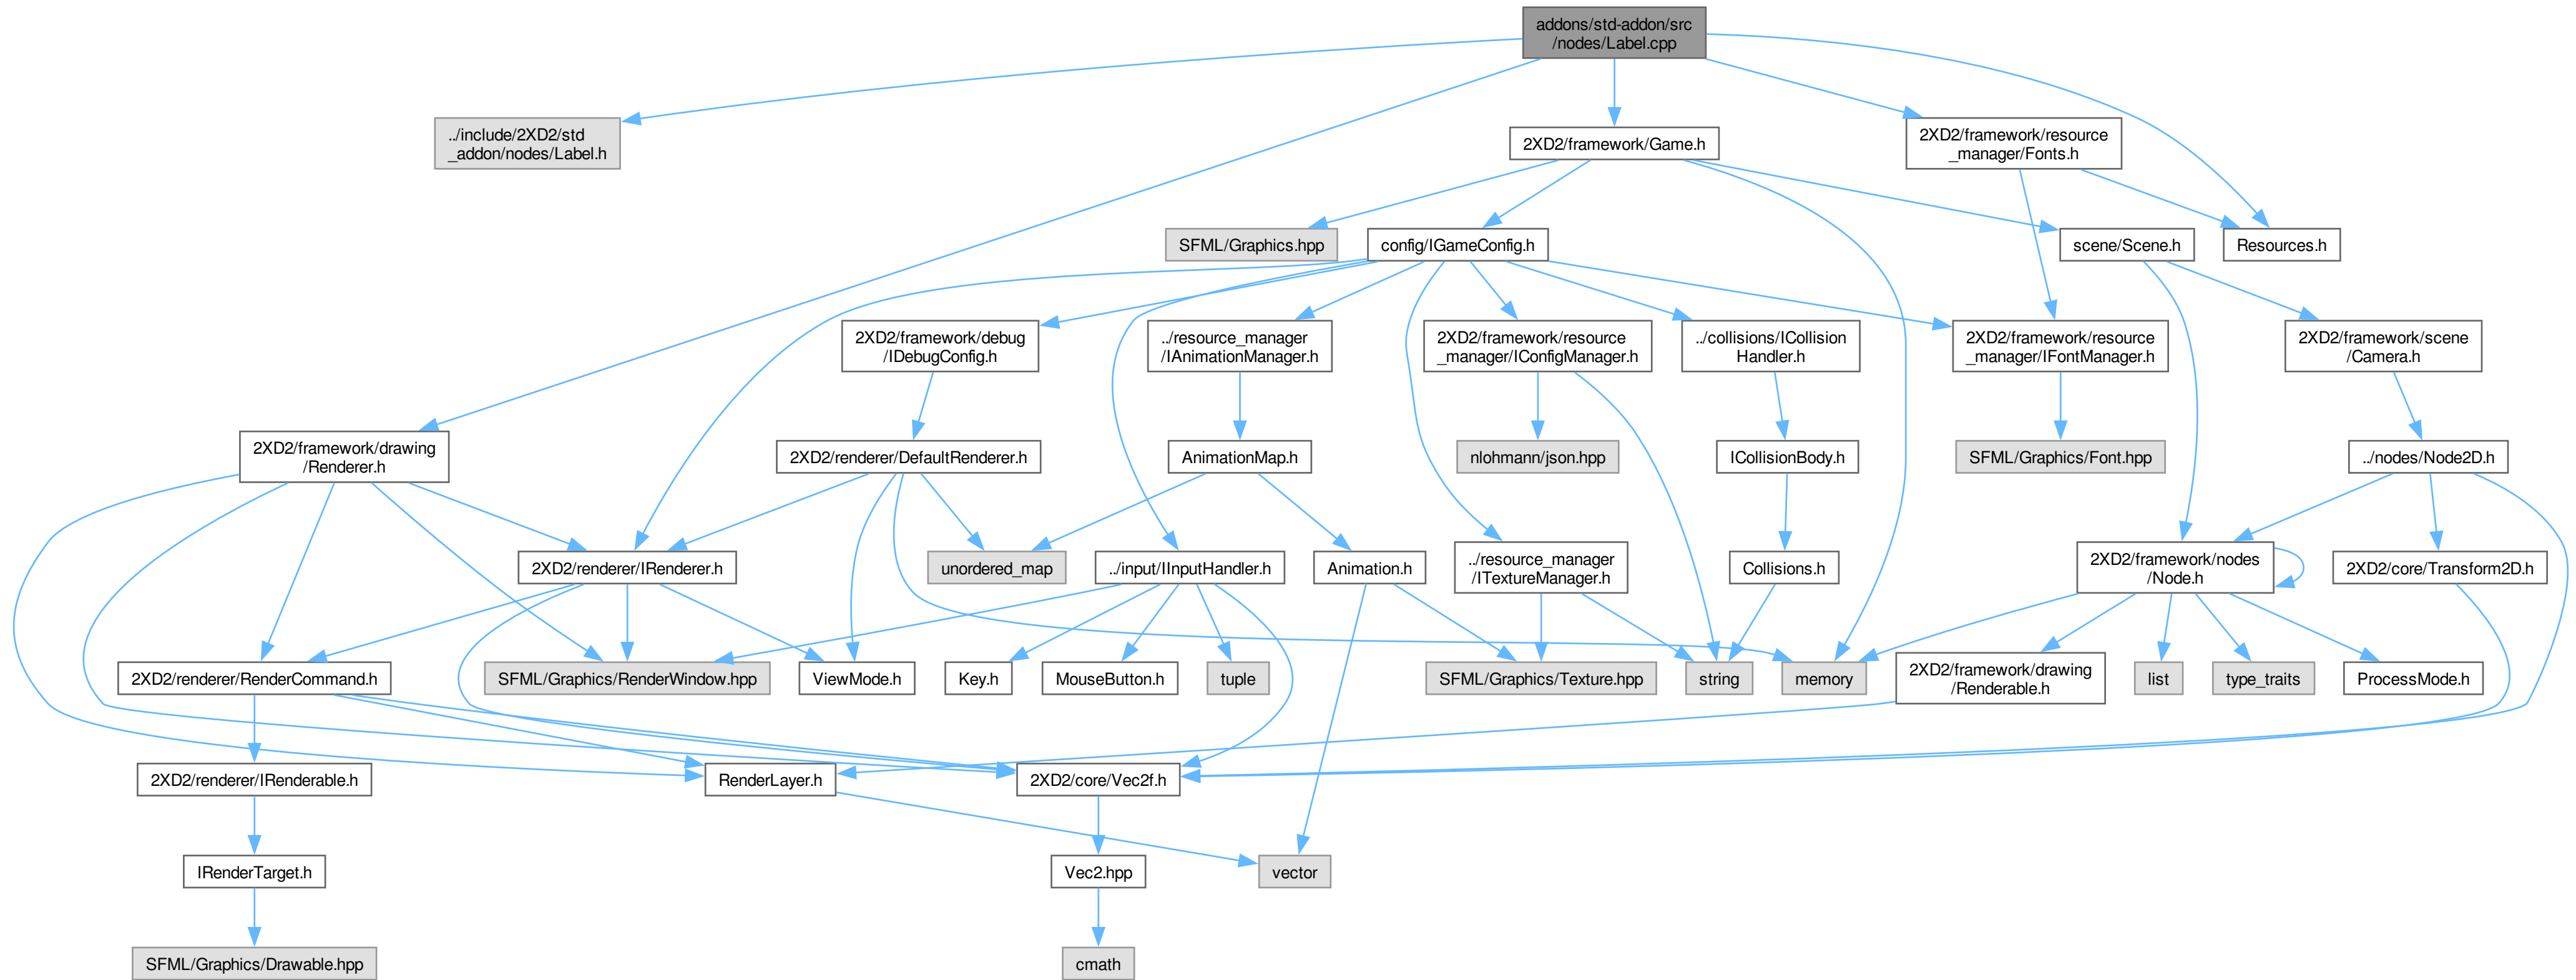 addons/std-addon/src
/nodes/Label.cpp
../include/2XD2/std
_addon/nodes/Label.h
2XD2/framework/Game.h
2XD2/framework/resource
_manager/Fonts.h
SFML/Graphics.hpp
config/IGameConfig.h
scene/Scene.h
Resources.h
2XD2/framework/debug
/IDebugConfig.h
../resource_manager
/IAnimationManager.h
2XD2/framework/resource
_manager/IConfigManager.h
../collisions/ICollision
Handler.h
2XD2/framework/resource
_manager/IFontManager.h
2XD2/framework/scene
/Camera.h
2XD2/framework/drawing
/Renderer.h
2XD2/renderer/DefaultRenderer.h
AnimationMap.h
nlohmann/json.hpp
ICollisionBody.h
SFML/Graphics/Font.hpp
../nodes/Node2D.h
2XD2/renderer/IRenderer.h
unordered_map
../input/IInputHandler.h
Animation.h
../resource_manager
/ITextureManager.h
Collisions.h
2XD2/framework/nodes
/Node.h
2XD2/core/Transform2D.h
2XD2/renderer/RenderCommand.h
SFML/Graphics/RenderWindow.hpp
ViewMode.h
Key.h
MouseButton.h
tuple
SFML/Graphics/Texture.hpp
string
memory
2XD2/framework/drawing
/Renderable.h
list
type_traits
ProcessMode.h
2XD2/renderer/IRenderable.h
RenderLayer.h
2XD2/core/Vec2f.h
IRenderTarget.h
Vec2.hpp
vector
SFML/Graphics/Drawable.hpp
cmath